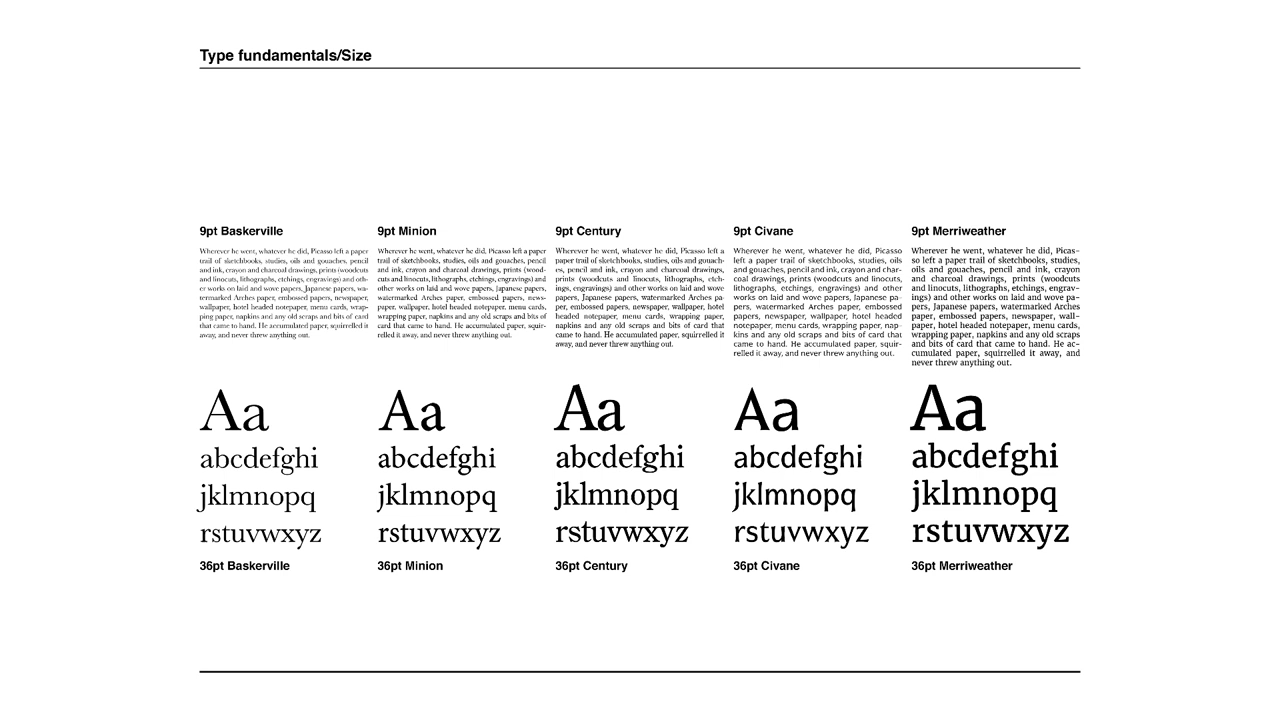 Type fundamentals/Size
9pt Baskerville
Wherever he went, whatever he did, Picasso left a paper
trail of sketchbooks, studies, oils and gouaches, pencil
and ink, crayon and charcoal drawings, prints (woodcuts
and linocuts, lithographs, etchings, engravings) and oth-
er works on laid and wove papers, Japanese papers, wa-
termarked Arches paper, embossed papers, newspaper,
wallpaper, hotel headed notepaper, menu cards, wrap-
ping paper, napkins and any old scraps and bits of card
that came to hand. He accumulated paper, squirrelled it
away, and never threw anything out.
9pt Minion
Wherever he went, whatever he did, Picasso left a paper
trail of sketchbooks, studies, oils and gouaches, pencil
and ink, crayon and charcoal drawings, prints (wood-
cuts and linocuts, lithographs, etchings, engravings) and
other works on laid and wove papers, Japanese papers,
watermarked Arches paper, embossed papers, news-
paper, wallpaper, hotel headed notepaper, menu cards,
wrapping paper, napkins and any old scraps and bits of
card that came to hand. He accumulated paper, squir-
relled it away, and never threw anything out.
9pt Century
Wherever he went, whatever he did, Picasso left a
paper trail of sketchbooks, studies, oils and gouach-
es, pencil and ink, crayon and charcoal drawings,
prints (woodcuts and linocuts, lithographs, etch-
ings, engravings) and other works on laid and wove
papers, Japanese papers, watermarked Arches pa-
per, embossed papers, newspaper, wallpaper, hotel
headed notepaper, menu cards, wrapping paper,
napkins and any old scraps and bits of card that
came to hand. He accumulated paper, squirrelled it
away, and never threw anything out.
9pt Civane
Wherever he went, whatever he did, Picasso
left a paper trail of sketchbooks, studies, oils
and gouaches, pencil and ink, crayon and char-
coal drawings, prints (woodcuts and linocuts,
lithographs, etchings, engravings) and other
works on laid and wove papers, Japanese pa-
pers, watermarked Arches paper, embossed
papers, newspaper, wallpaper, hotel headed
notepaper, menu cards, wrapping paper, nap-
kins and any old scraps and bits of card that
came to hand. He accumulated paper, squir-
relled it away, and never threw anything out.
9pt Merriweather
Wherever he went, whatever he did, Picas-
so left a paper trail of sketchbooks, studies,
oils and gouaches, pencil and ink, crayon
and charcoal drawings, prints (woodcuts
and linocuts, lithographs, etchings, engrav-
ings) and other works on laid and wove pa-
pers, Japanese papers, watermarked Arches
paper, embossed papers, newspaper, wall-
paper, hotel headed notepaper, menu cards,
wrapping paper, napkins and any old scraps
and bits of card that came to hand. He ac-
cumulated paper, squirrelled it away, and
never threw anything out.
Aa
abcdefghi
jklmnopq
rstuvwxyz
36pt Baskerville
Aa
abcdefghi
jklmnopq
rstuvwxyz
36pt Minion
Aa
abcdefghi
jklmnopq
rstuvwxyz
36pt Century
Aa
abcdefghi
jklmnopq
rstuvwxyz
36pt Civane
Aa
abcdefghi
jklmnopq
rstuvwxyz
36pt Merriweather